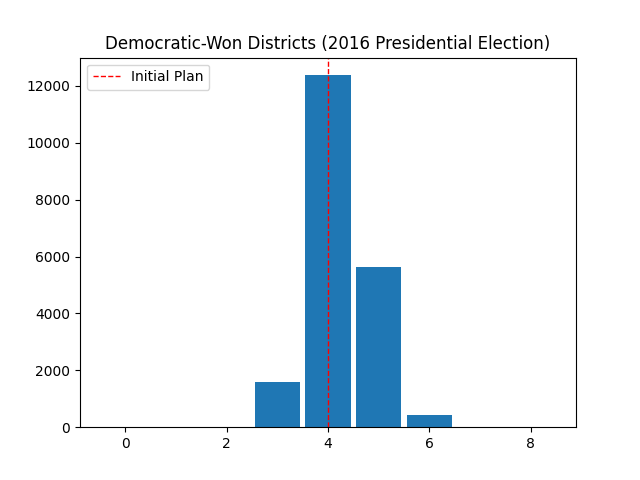 Democratic-Won Districts (2016 Presidential Election)
Initial Plan
12000
10000
8000
6000
4000
2000
0
0 2 4 6 8